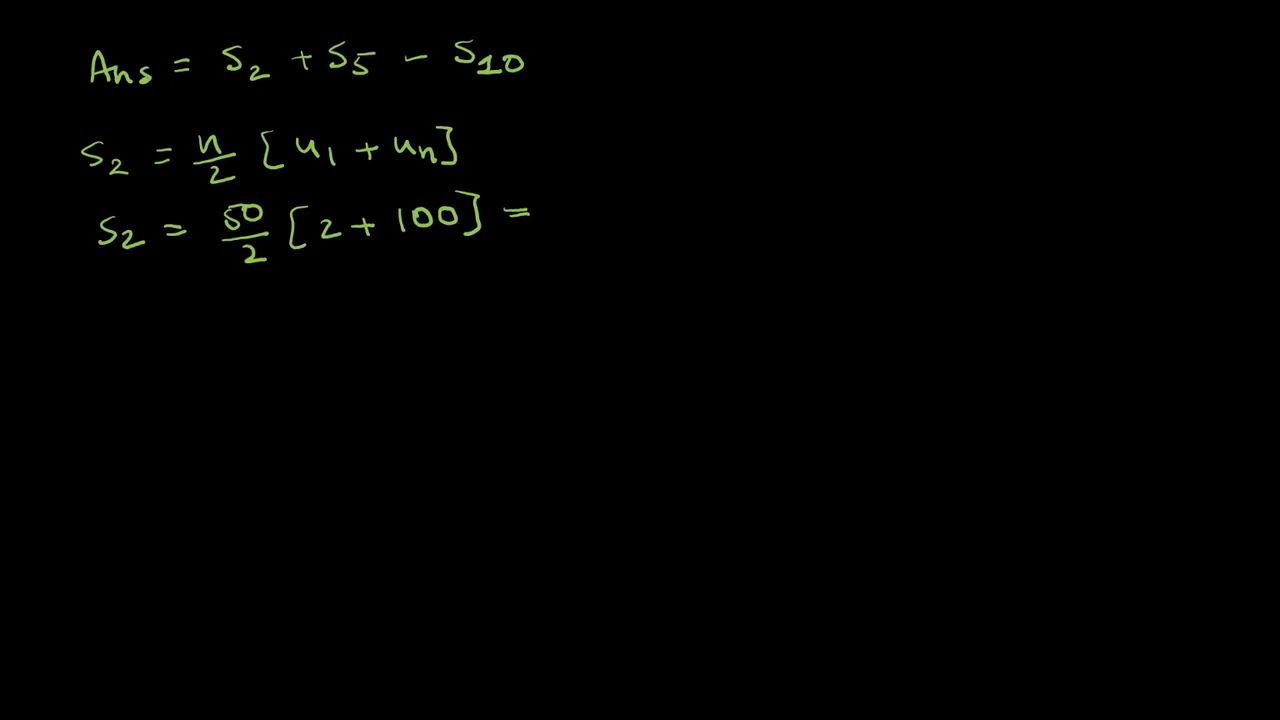 Ans = S₂ + S₅ - S₁₀
S₂ = n/2 [u₁ + uₙ]
S₂ = 50/2 [2 + 100] =